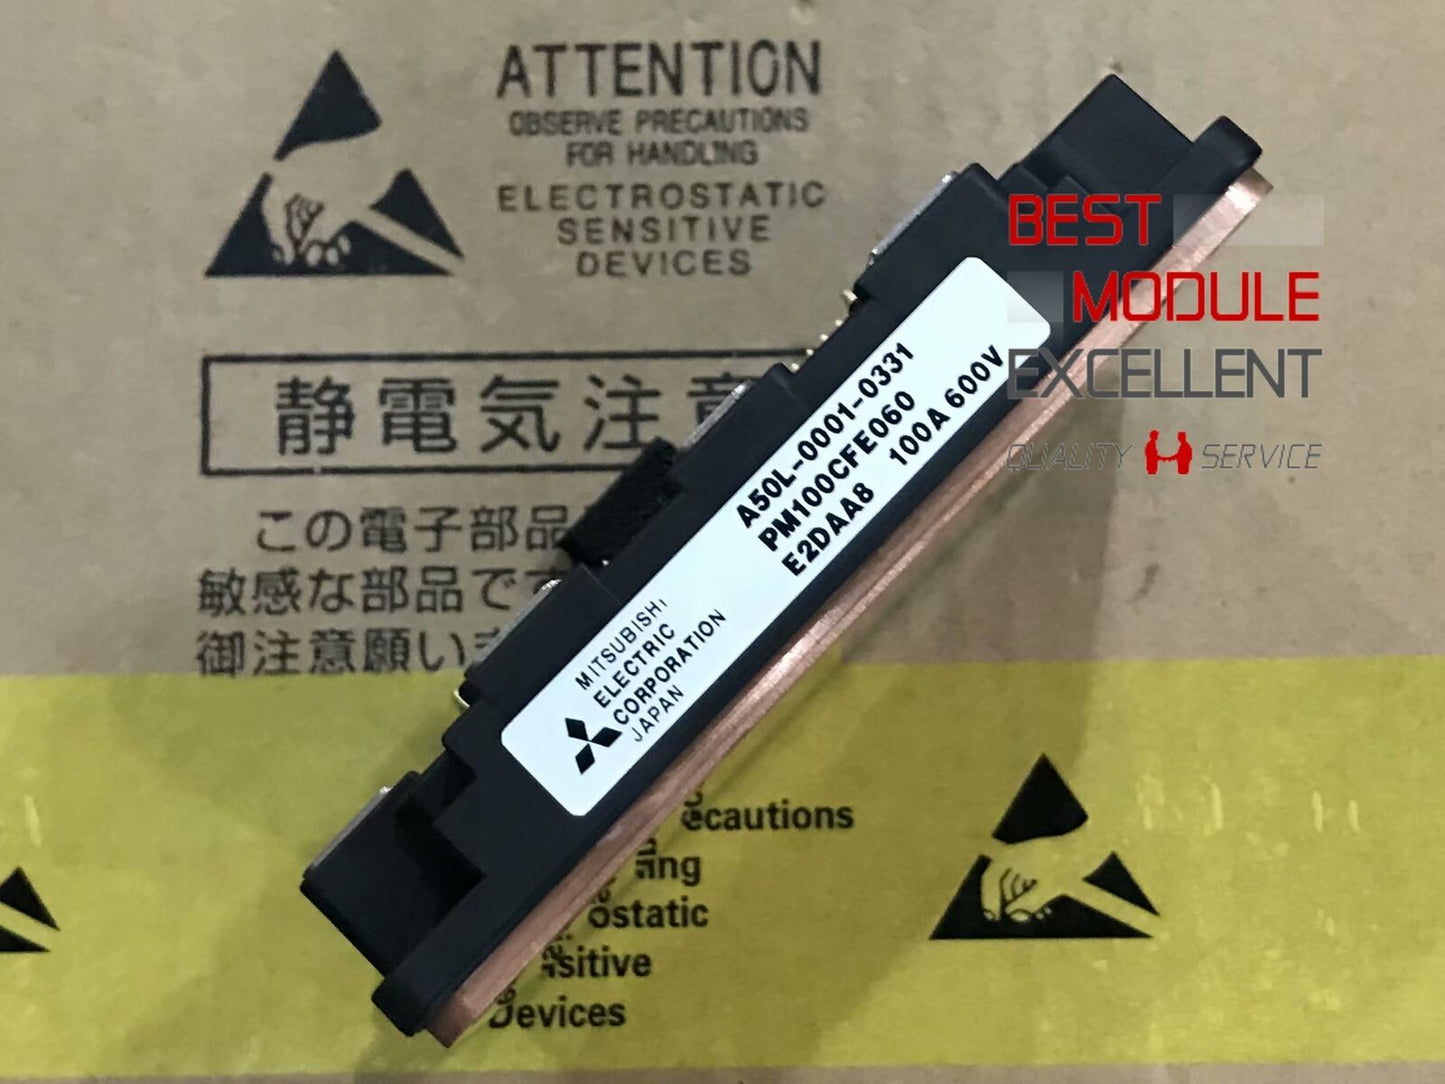 ATTENTION
OBSERVE PRECAUTIONS
FOR HANDLING
ELECTROSTATIC
SENSITIVE
DEVICES
静電気注意
この電子部品
敏感な部品で
御注意願い
A50L-0001-0331
PM100CFE060
E2DAA8 100A 600V
MITSUBISHI
ELECTRIC
CORPORATION
JAPAN
BEST
MODULE
EXCELLENT
QUALITY SERVICE
ecautions
ing
ostatic
sitive
Devices